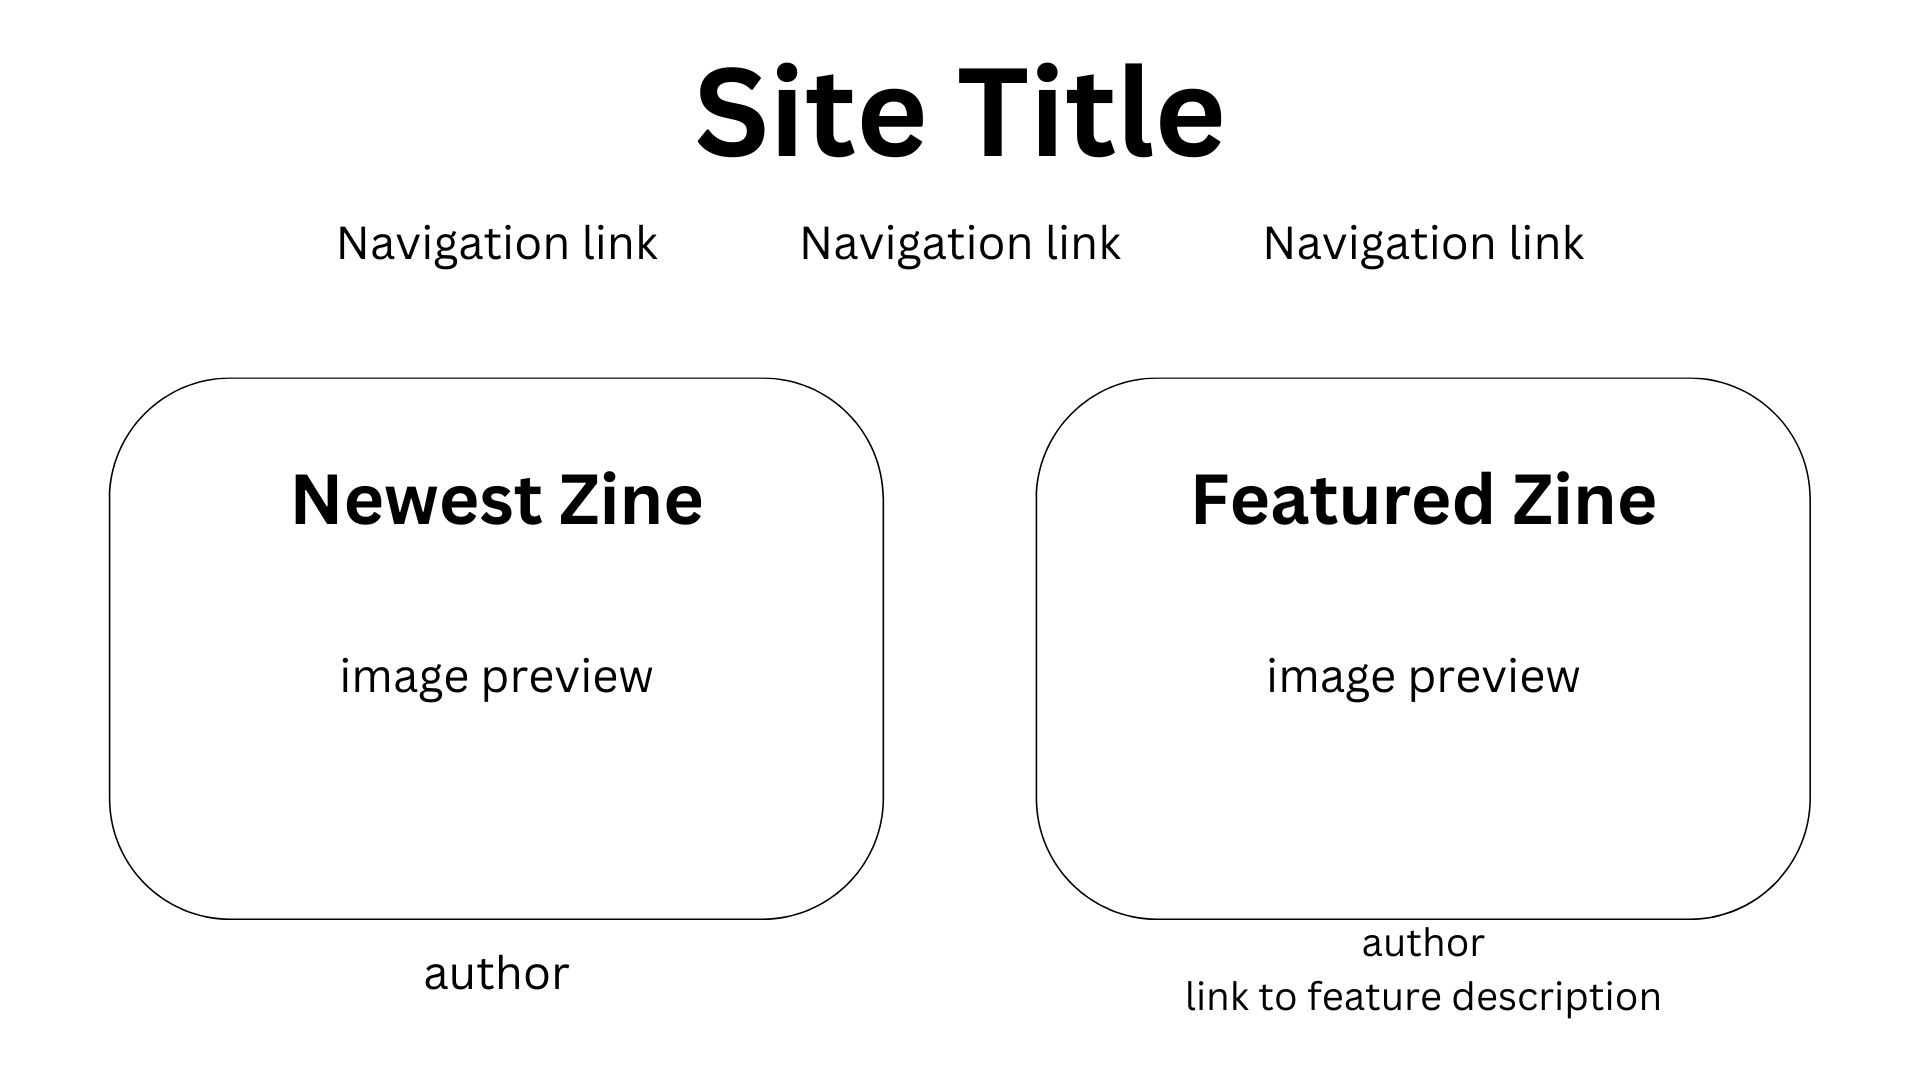 Site Title
Navigation link Navigation link Navigation link
Newest Zine
image preview
author
Featured Zine
image preview
author
link to feature description